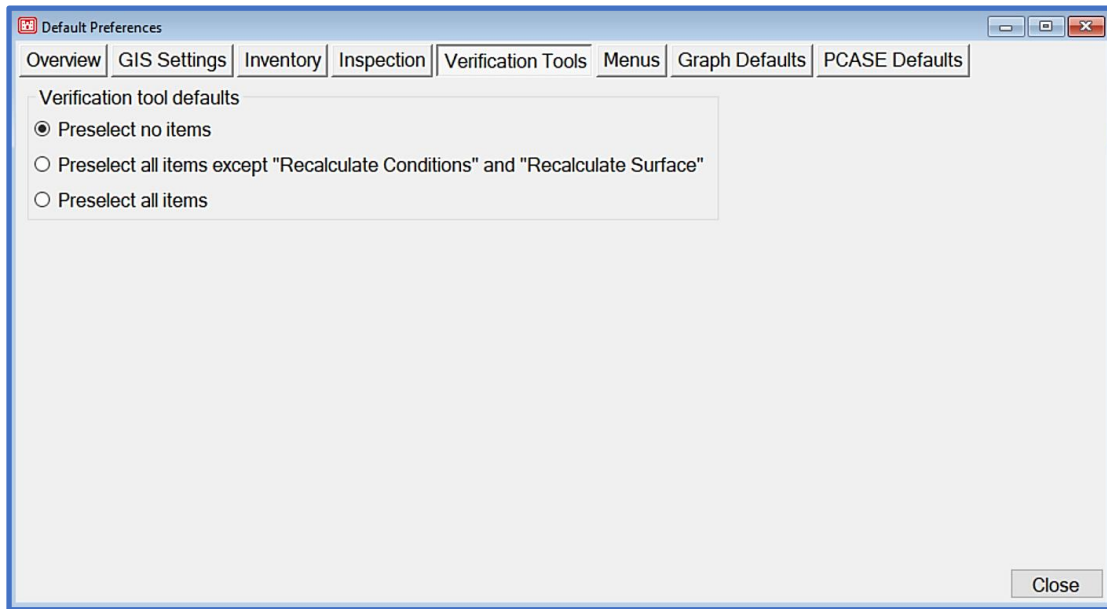 Default Preferences
Overview GIS Settings Inventory Inspection Verification Tools Menus Graph Defaults PCASE Defaults
Verification tool defaults
Preselect no items
Preselect all items except "Recalculate Conditions" and "Recalculate Surface"
Preselect all items
Close